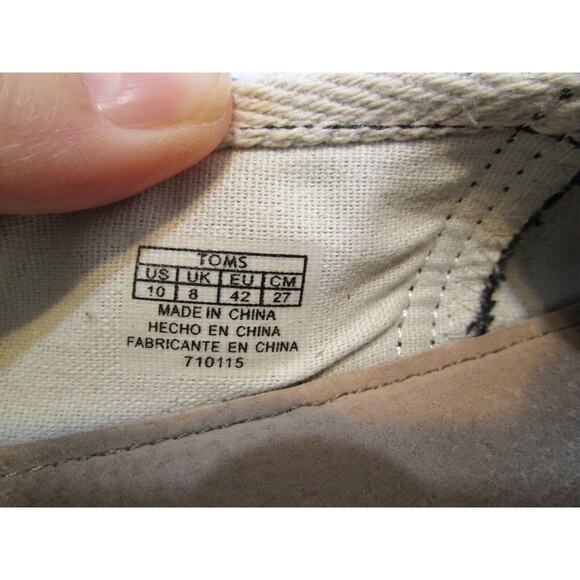 TOMS
US UK EU CM
10 8 42 27
MADE IN CHINA
HECHO EN CHINA
FABRICANTE EN CHINA
710115